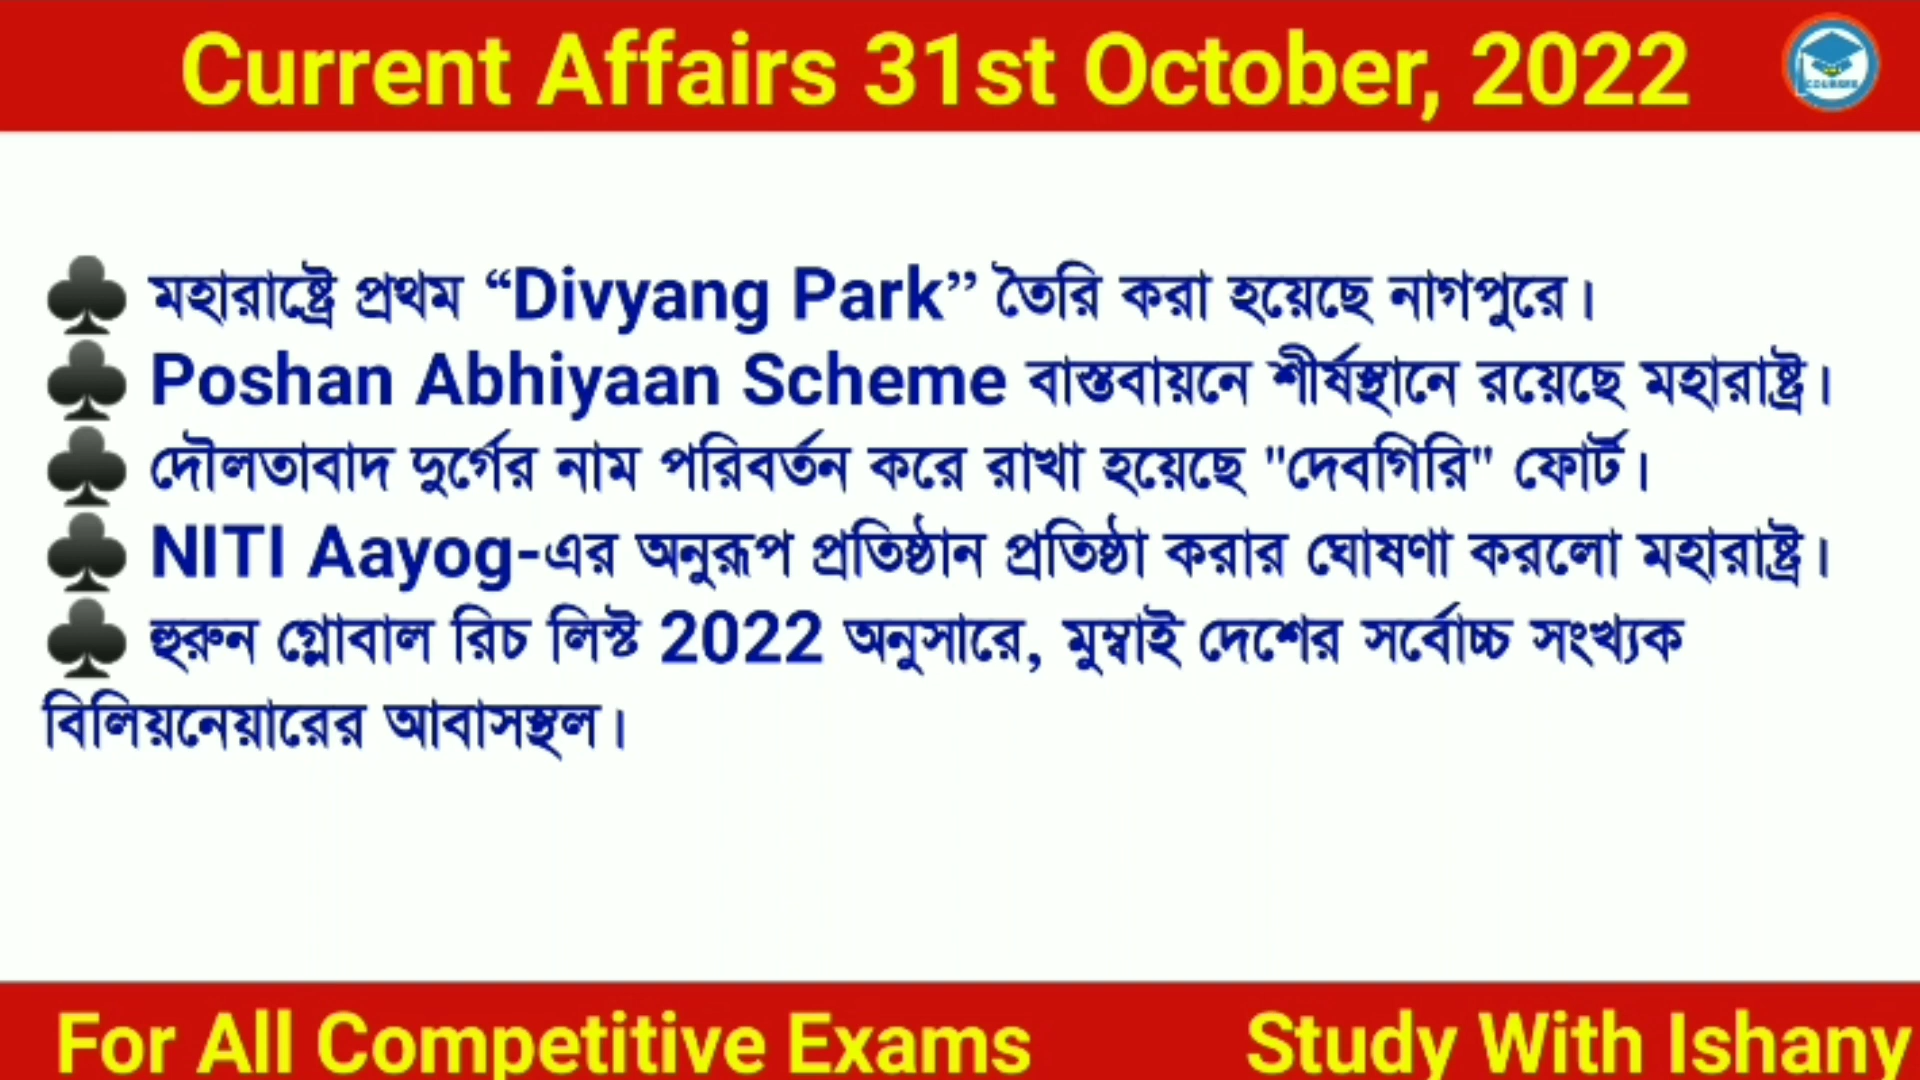 Current Affairs 31st October, 2022
COURSES
♣ মহারাষ্ট্রে প্রথম “Divyang Park” তৈরি করা হয়েছে নাগপুরে।
♣ Poshan Abhiyaan Scheme বাস্তবায়নে শীর্ষস্থানে রয়েছে মহারাষ্ট্র।
♣ দৌলতাবাদ দুর্গের নাম পরিবর্তন করে রাখা হয়েছে "দেবগিরি" ফোর্ট।
♣ NITI Aayog-এর অনুরূপ প্রতিষ্ঠান প্রতিষ্ঠা করার ঘোষণা করলো মহারাষ্ট্র।
♣ হুরুন গ্লোবাল রিচ লিস্ট 2022 অনুসারে, মুম্বাই দেশের সর্বোচ্চ সংখ্যক
বিলিয়নেয়ারের আবাসস্থল।
For All Competitive Exams
Study With Ishany